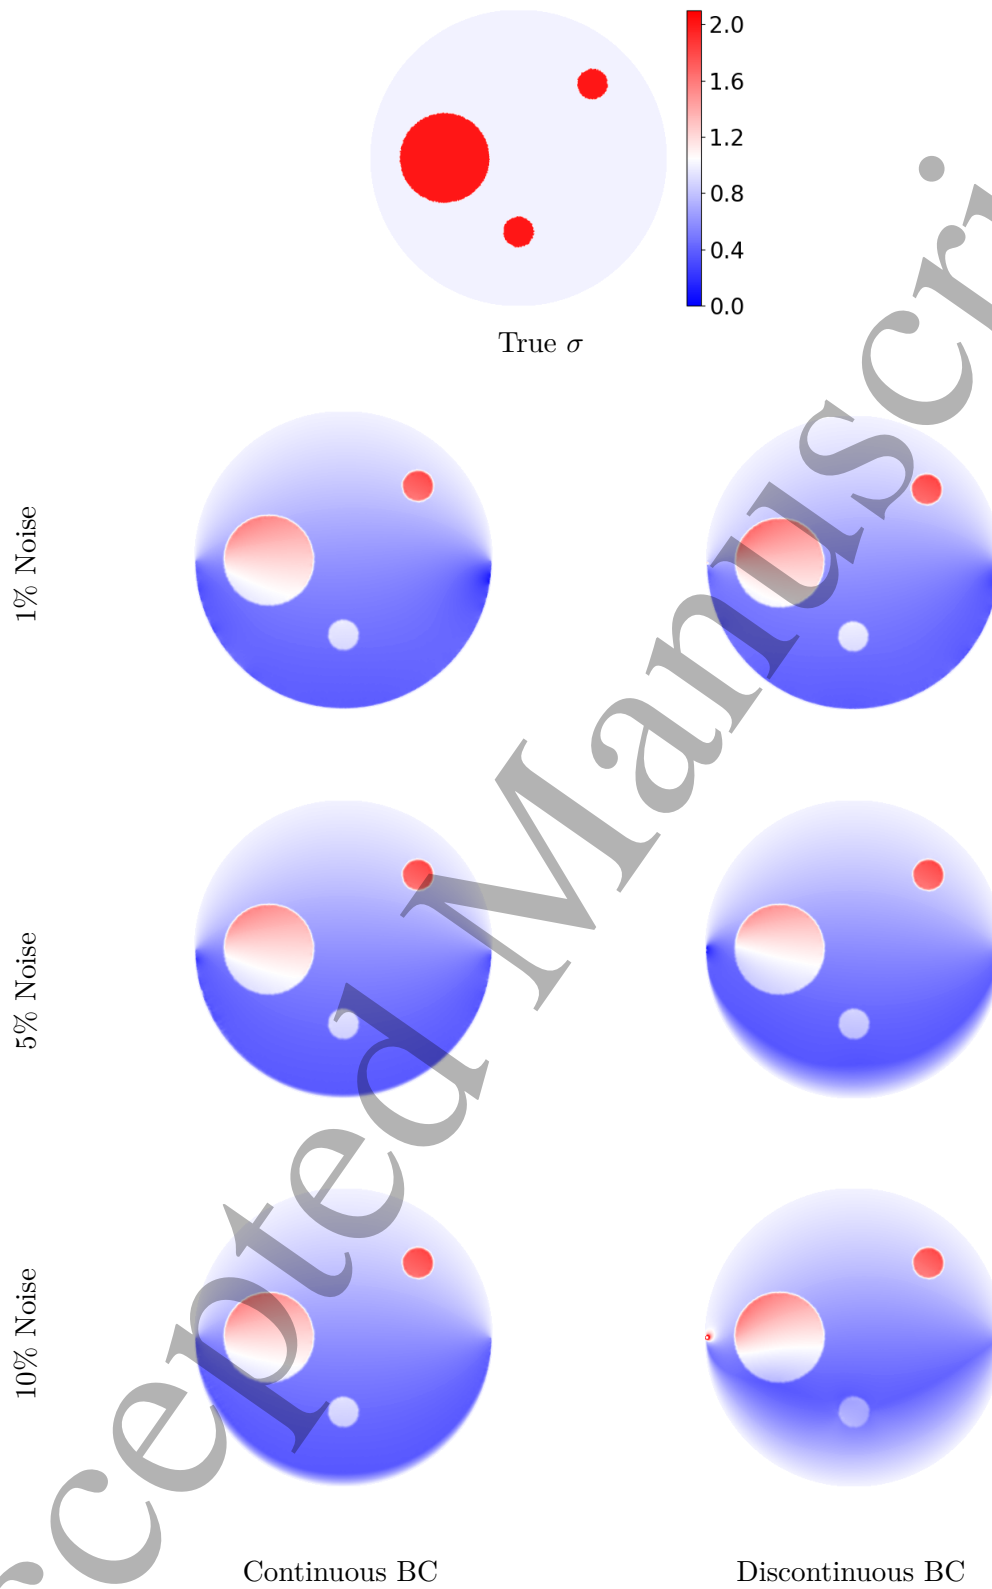 2.0
1.6
1.2
0.8
0.4
0.0
True σ
1% Noise
5% Noise
10% Noise
Continuous BC
Discontinuous BC
cepted Manuscri